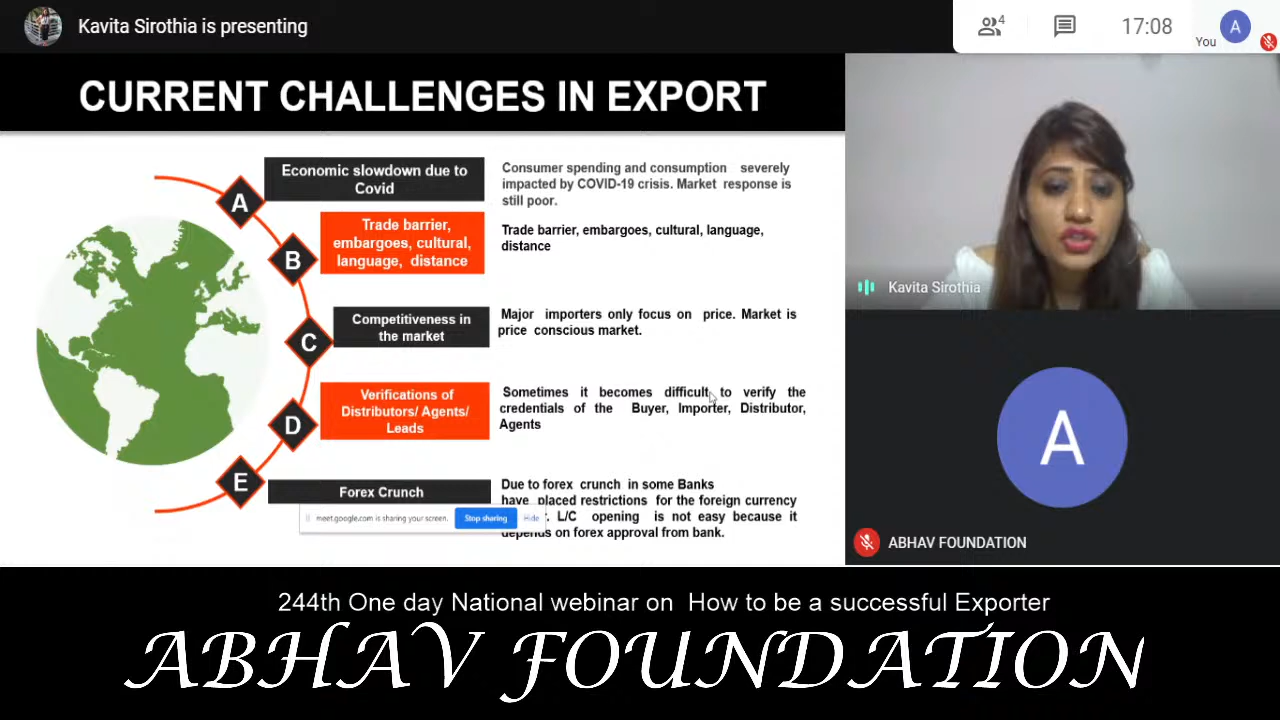 Kavita Sirothia is presenting
4
17:08
You
A
CURRENT CHALLENGES IN EXPORT
A
Economic slowdown due to
Covid
Consumer spending and consumption severely
impacted by COVID-19 crisis. Market response is
still poor.
B
Trade barrier,
embargoes, cultural,
language, distance
Trade barrier, embargoes, cultural, language,
distance
C
Competitiveness in
the market
Major importers only focus on price. Market is
price conscious market.
D
Verifications of
Distributors/ Agents/
Leads
Sometimes it becomes difficult to verify the
credentials of the Buyer, Importer, Distributor,
Agents
E
Forex Crunch
Due to forex crunch in some Banks
have placed restrictions for the foreign currency
L/C opening is not easy because it
depends on forex approval from bank.
meet.google.com is sharing your screen.
Stop sharing
Hide
Kavita Sirothia
A
ABHAV FOUNDATION
244th One day National webinar on How to be a successful Exporter
ABHAV FOUNDATION